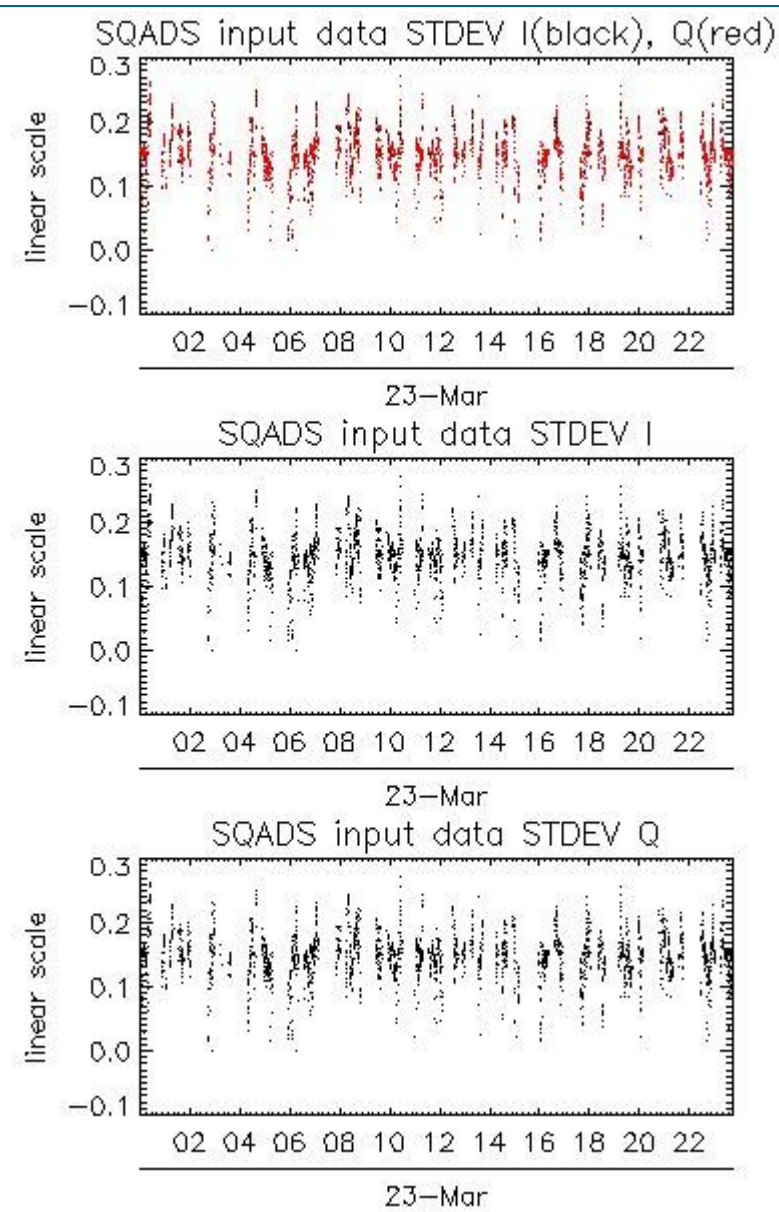 SQADS input data STDEV I(black), Q(red)
0.3
0.2
0.1
0.0
−0.1
linear scale
02 04 06 08 10 12 14 16 18 20 22
23−Mar
SQADS input data STDEV I
0.3
0.2
0.1
0.0
−0.1
linear scale
02 04 06 08 10 12 14 16 18 20 22
23−Mar
SQADS input data STDEV Q
0.3
0.2
0.1
0.0
−0.1
linear scale
02 04 06 08 10 12 14 16 18 20 22
23−Mar